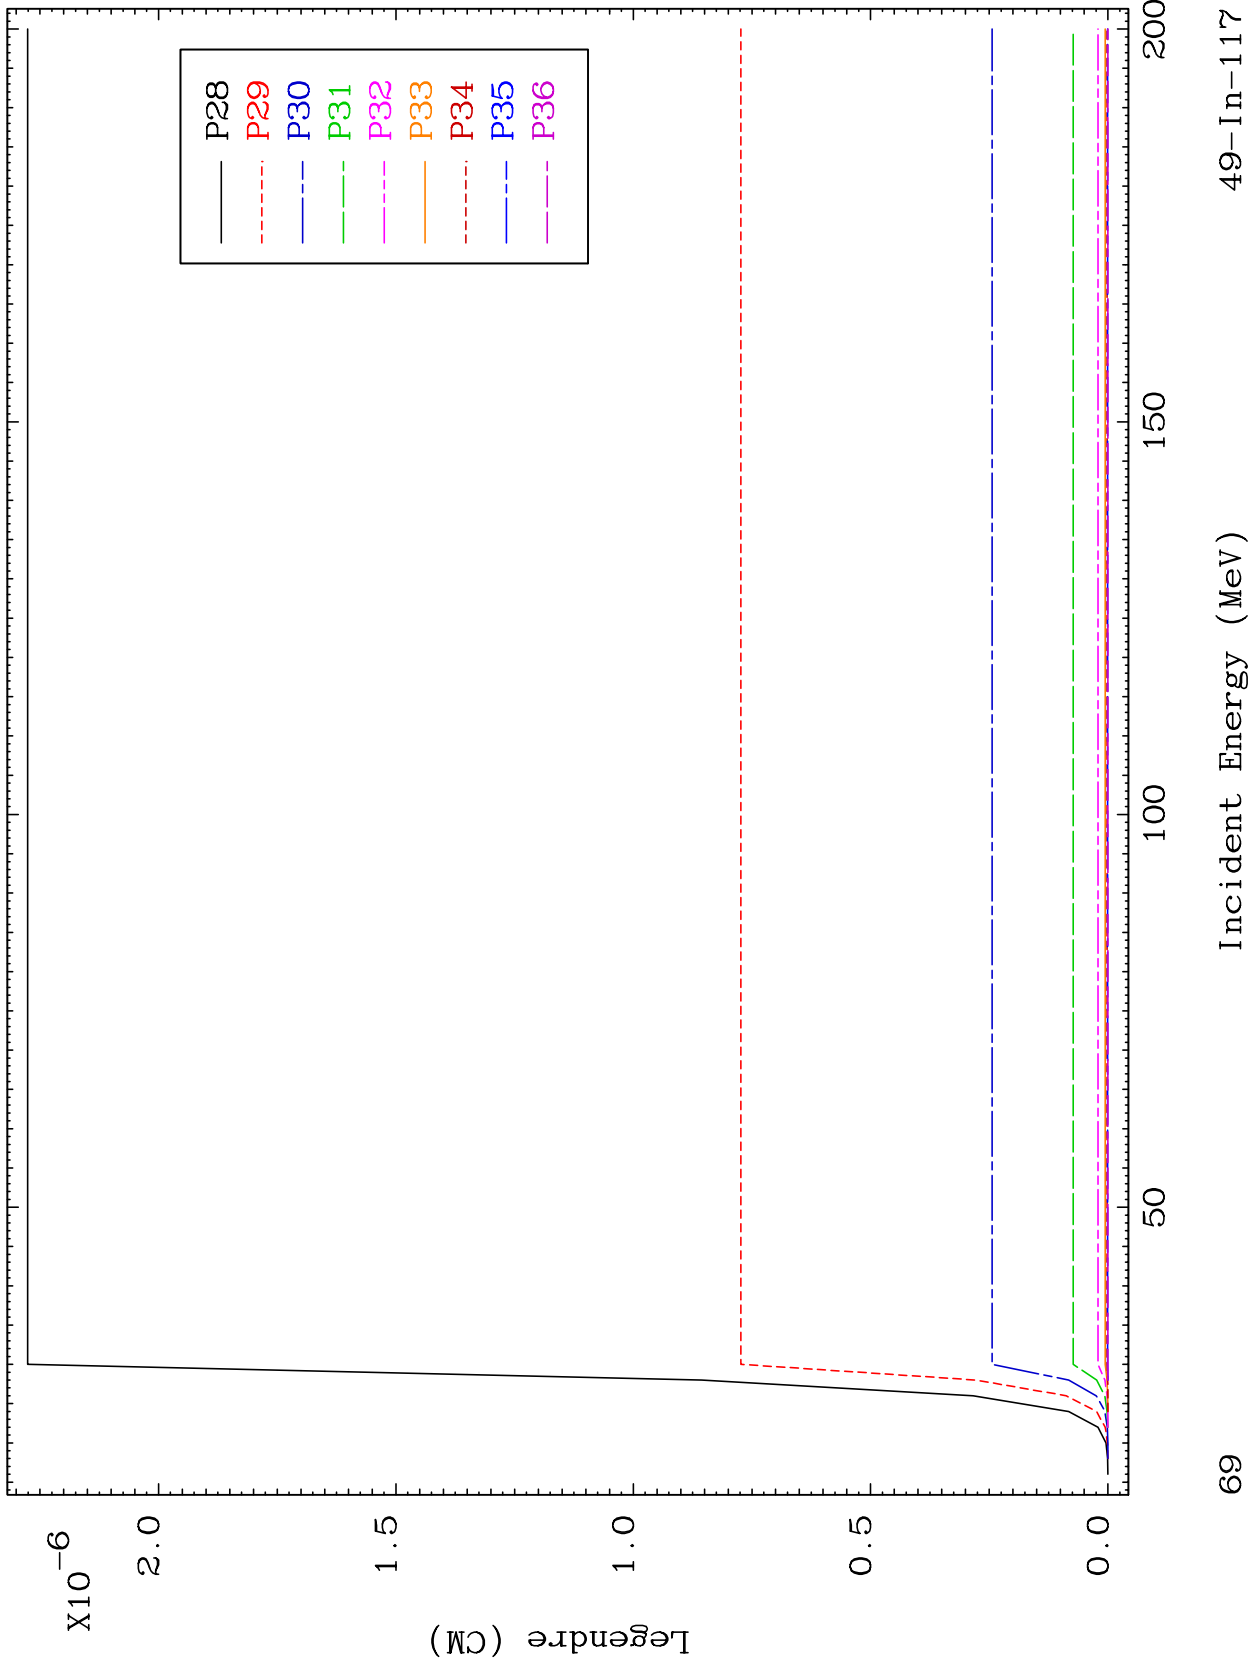 X10-6
2.0
1.5
1.0
0.5
0.0
Legendre (CM)
P28
P29
P30
P31
P32
P33
P34
P35
P36
50
100
150
200
69
Incident Energy (MeV)
49-In-117